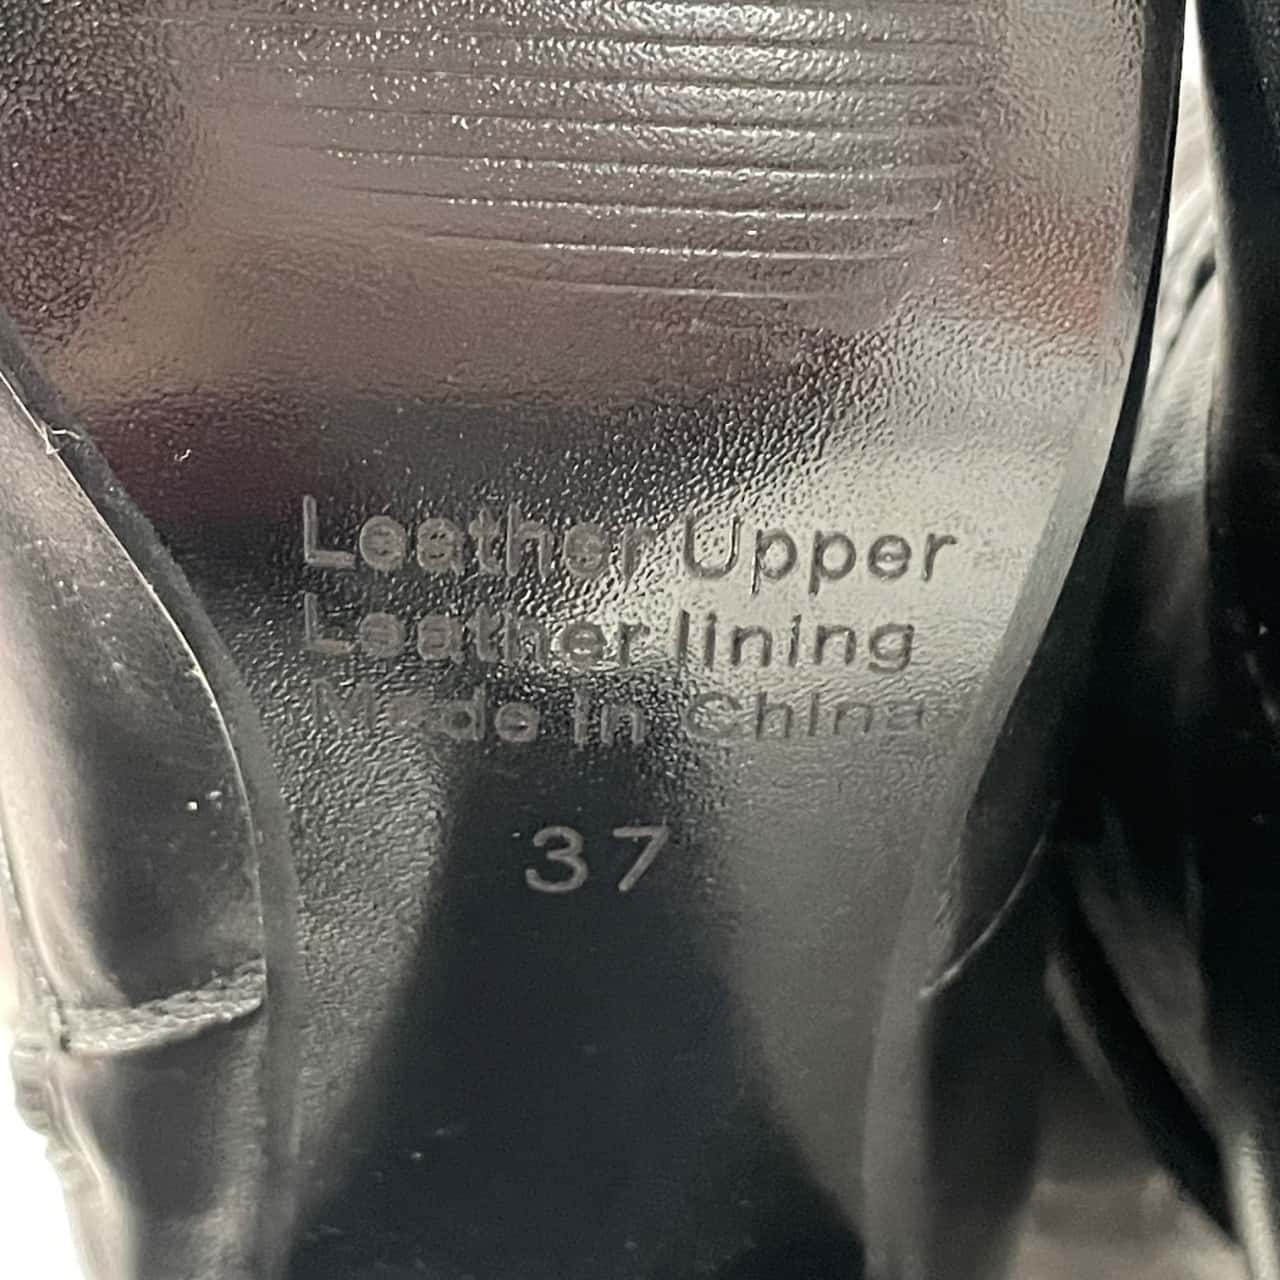 Leather Upper
Leather lining
Made in China
37